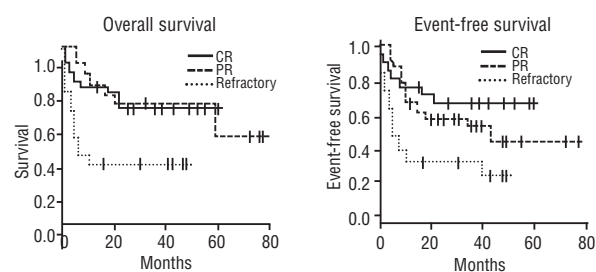 Overall survival
Survival
1.0
0.8
0.6
0.4
0.2
0.0
CR
PR
Refractory
0 20 40 60 80
Months
Event-free survival
Event-free survival
1.0
0.8
0.6
0.4
0.2
0.0
CR
PR
Refractory
0 20 40 60 80
Months